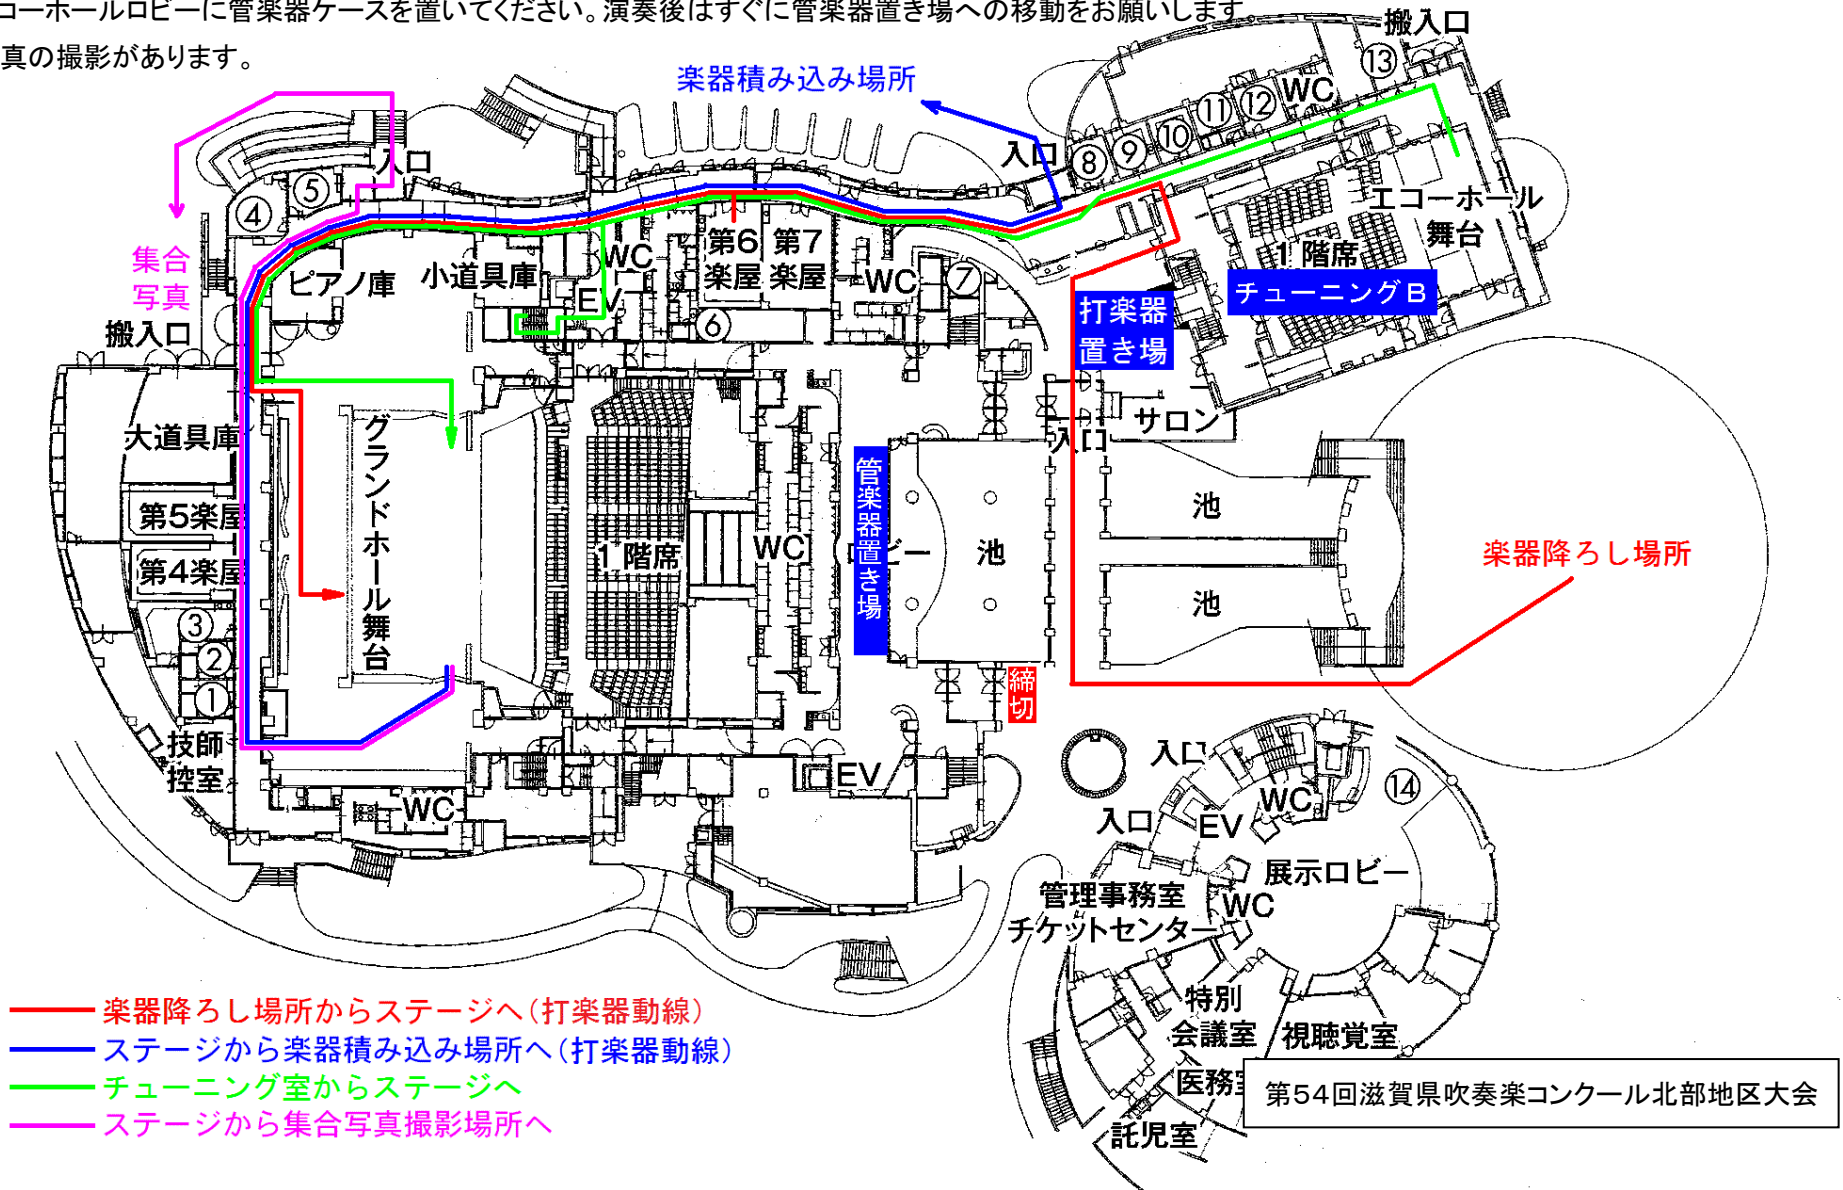 コーホールロビーに管楽器ケースを置いてください。演奏後はすぐに管楽器置き場への移動をお願いします。
真の撮影があります。
搬入口
楽器積み込み場所
⑬
WC
⑫
⑪
⑩
⑨
⑧
入口
入口
⑤
④
エコーホール
舞台
1階席
チューニングB
集合
写真
ピアノ庫
小道具庫
WC
EV
第6
楽屋
第7
楽屋
WC
⑦
⑥
打楽器
置き場
搬入口
サロン
入口
大道具庫
グランドホール舞台
管楽器置き場
第5楽屋
第4楽屋
1階席
WC
ロビー
池
池
池
楽器降ろし場所
③
②
①
締切
技師
控室
WC
EV
入口
⑭
WC
入口
EV
展示ロビー
管理事務室
チケットセンター
WC
特別
会議室
視聴覚室
医務室
託児室
楽器降ろし場所からステージへ(打楽器動線)
ステージから楽器積み込み場所へ(打楽器動線)
チューニング室からステージへ
ステージから集合写真撮影場所へ
第54回滋賀県吹奏楽コンクール北部地区大会